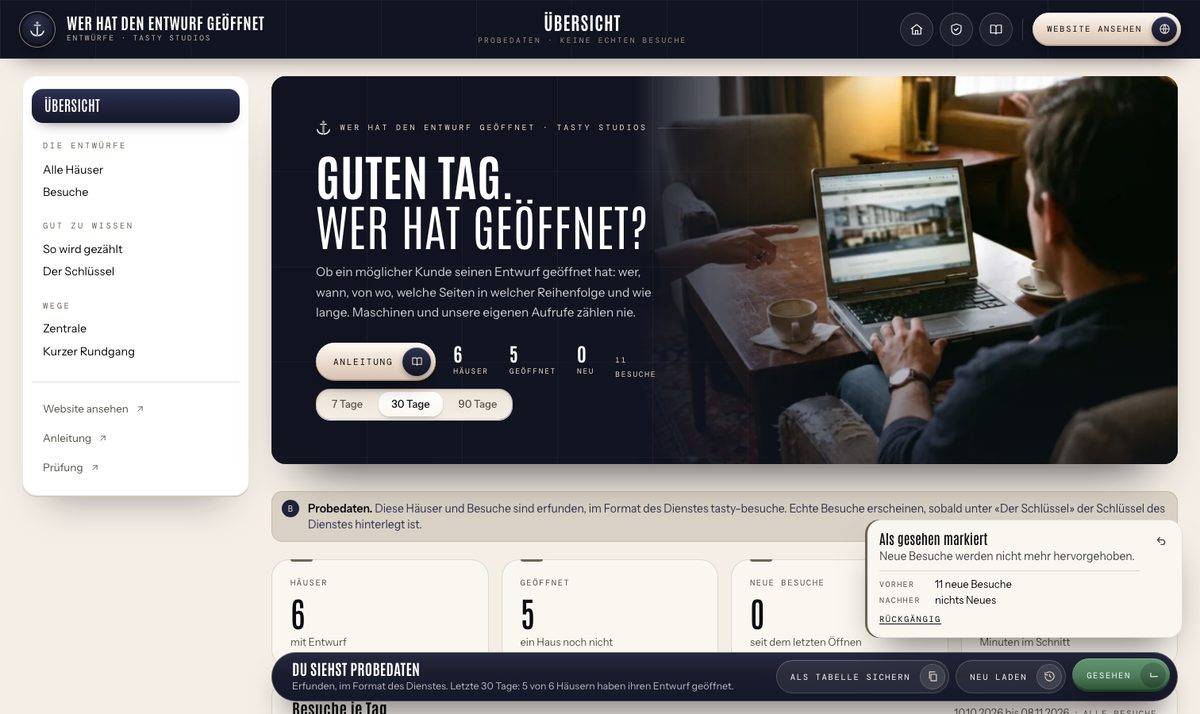 WER HAT DEN ENTWURF GEÖFFNET
ENTWÜRFE · TASTY STUDIOS
ÜBERSICHT
PROBEDATEN · KEINE ECHTEN BESUCHE
WEBSITE ANSEHEN
ÜBERSICHT
DIE ENTWÜRFE
Alle Häuser
Besuche
GUT ZU WISSEN
So wird gezählt
Der Schlüssel
WEGE
Zentrale
Kurzer Rundgang
Website ansehen ↗
Anleitung ↗
Prüfung ↗
WER HAT DEN ENTWURF GEÖFFNET · TASTY STUDIOS
GUTEN TAG.
WER HAT GEÖFFNET?
Ob ein möglicher Kunde seinen Entwurf geöffnet hat: wer,
wann, von wo, welche Seiten in welcher Reihenfolge und wie
lange. Maschinen und unsere eigenen Aufrufe zählen nie.
ANLEITUNG
6 HÄUSER
5 GEÖFFNET
0 NEU
11 BESUCHE
7 Tage 30 Tage 90 Tage
B Probedaten. Diese Häuser und Besuche sind erfunden, im Format des Dienstes tasty-besuche. Echte Besuche erscheinen, sobald unter «Der Schlüssel» der Schlüssel des
Dienstes hinterlegt ist.
HÄUSER
6
mit Entwurf
GEÖFFNET
5
ein Haus noch nicht
NEUE BESUCHE
0
seit dem letzten Öffnen
Minuten im Schnitt
Als gesehen markiert
Neue Besuche werden nicht mehr hervorgehoben.
VORHER 11 neue Besuche
NACHHER nichts Neues
RÜCKGÄNGIG
DU SIEHST PROBEDATEN
Erfunden, im Format des Dienstes. Letzte 30 Tage: 5 von 6 Häusern haben ihren Entwurf geöffnet.
ALS TABELLE SICHERN
NEU LADEN
GESEHEN
Besuche je Tag
10.10.2026 bis 08.11.2026 · ALLE BESUCHE